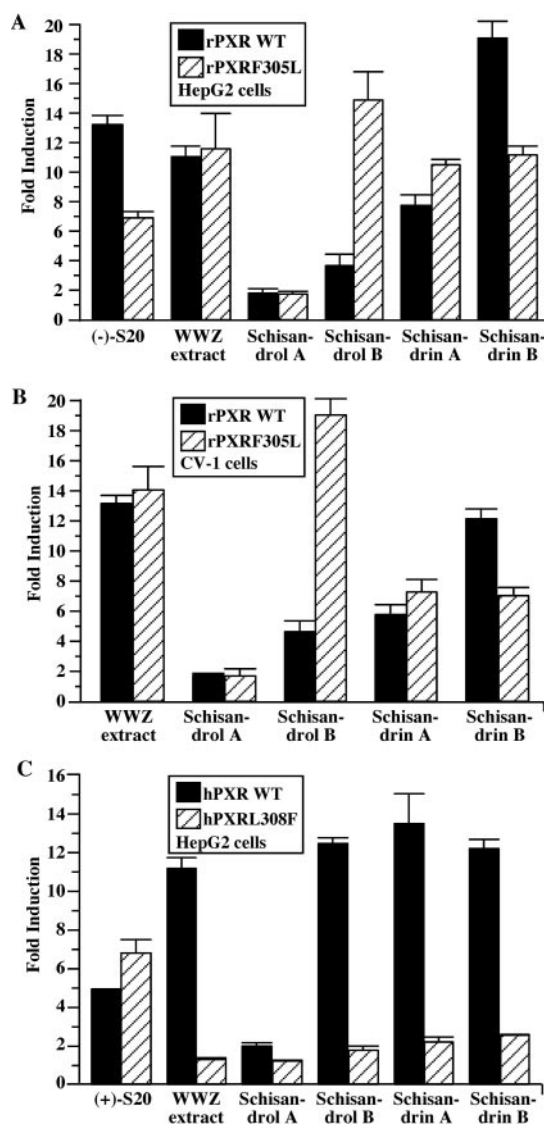 A
20
18
16
14
12
10
8
6
4
2
0
Fold Induction
rPXR WT
rPXRF305L
HepG2 cells
(-)-S20
WWZ
extract
Schisan-
drol A
Schisan-
drol B
Schisan-
drin A
Schisan-
drin B
B
20
18
16
14
12
10
8
6
4
2
0
Fold Induction
rPXR WT
rPXRF305L
CV-1 cells
WWZ
extract
Schisan-
drol A
Schisan-
drol B
Schisan-
drin A
Schisan-
drin B
C
16
14
12
10
8
6
4
2
0
Fold Induction
hPXR WT
hPXRL308F
HepG2 cells
(+)-S20
WWZ
extract
Schisan-
drol A
Schisan-
drol B
Schisan-
drin A
Schisan-
drin B